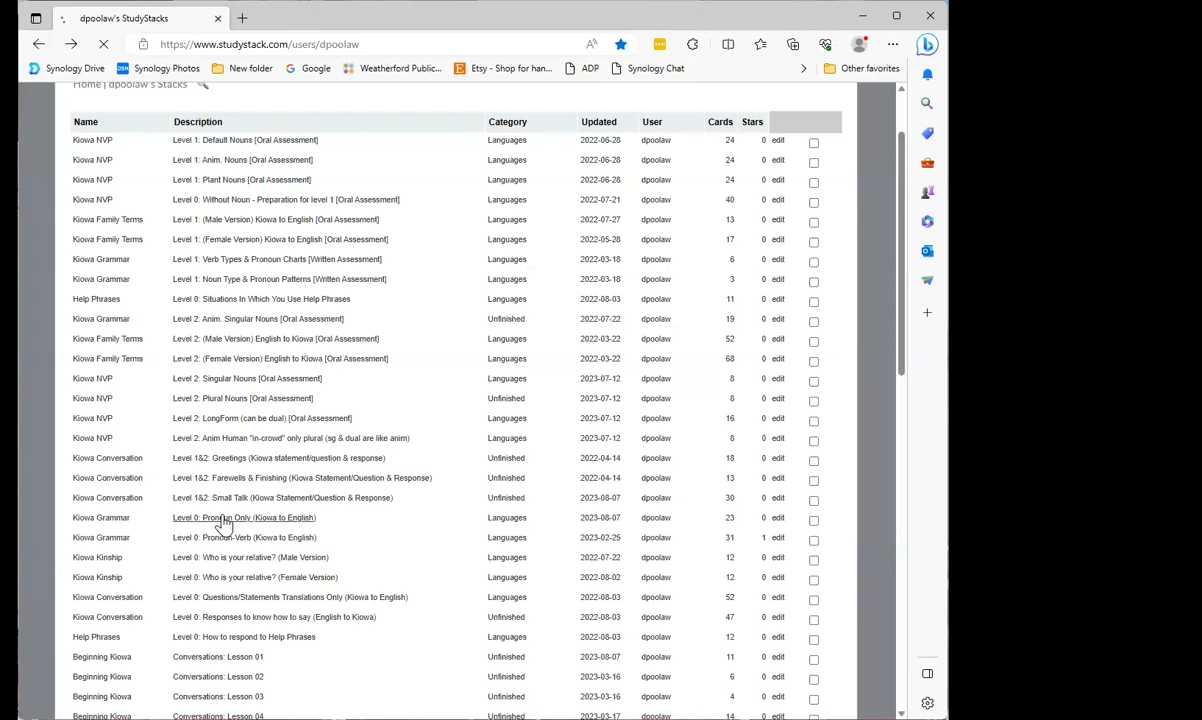 dpoolaw's StudyStacks
https://www.studystack.com/users/dpoolaw
Synology Drive DSM Synology Photos New folder Google Weatherford Public... Etsy - Shop for han... ADP Synology Chat Other favorites
Home | dpoolaw's Stacks
Name Description Category Updated User Cards Stars
Kiowa NVP Level 1: Default Nouns [Oral Assessment] Languages 2022-06-28 dpoolaw 24 0 edit
Kiowa NVP Level 1: Anim. Nouns [Oral Assessment] Languages 2022-06-28 dpoolaw 24 0 edit
Kiowa NVP Level 1: Plant Nouns [Oral Assessment] Languages 2022-06-28 dpoolaw 24 0 edit
Kiowa NVP Level 0: Without Noun - Preparation for level 1 [Oral Assessment] Languages 2022-07-21 dpoolaw 40 0 edit
Kiowa Family Terms Level 1: (Male Version) Kiowa to English [Oral Assessment] Languages 2022-07-27 dpoolaw 13 0 edit
Kiowa Family Terms Level 1: (Female Version) Kiowa to English [Oral Assessment] Languages 2022-05-28 dpoolaw 17 0 edit
Kiowa Grammar Level 1: Verb Types & Pronoun Charts [Written Assessment] Languages 2022-03-18 dpoolaw 6 0 edit
Kiowa Grammar Level 1: Noun Type & Pronoun Patterns [Written Assessment] Languages 2022-03-18 dpoolaw 3 0 edit
Help Phrases Level 0: Situations In Which You Use Help Phrases Languages 2022-08-03 dpoolaw 11 0 edit
Kiowa Grammar Level 2: Anim. Singular Nouns [Oral Assessment] Unfinished 2022-07-22 dpoolaw 19 0 edit
Kiowa Family Terms Level 2: (Male Version) English to Kiowa [Oral Assessment] Languages 2022-03-22 dpoolaw 52 0 edit
Kiowa Family Terms Level 2: (Female Version) English to Kiowa [Oral Assessment] Languages 2022-03-22 dpoolaw 68 0 edit
Kiowa NVP Level 2: Singular Nouns [Oral Assessment] Languages 2023-07-12 dpoolaw 8 0 edit
Kiowa NVP Level 2: Plural Nouns [Oral Assessment] Unfinished 2023-07-12 dpoolaw 8 0 edit
Kiowa NVP Level 2: LongForm (can be dual) [Oral Assessment] Languages 2023-07-12 dpoolaw 16 0 edit
Kiowa NVP Level 2: Anim Human "in-crowd" only plural (sg & dual are like anim) Languages 2023-07-12 dpoolaw 8 0 edit
Kiowa Conversation Level 1&2: Greetings (Kiowa statement/question & response) Unfinished 2022-04-14 dpoolaw 18 0 edit
Kiowa Conversation Level 1&2: Farewells & Finishing (Kiowa Statement/Question & Response) Unfinished 2022-04-14 dpoolaw 13 0 edit
Kiowa Conversation Level 1&2: Small Talk (Kiowa Statement/Question & Response) Unfinished 2023-08-07 dpoolaw 30 0 edit
Kiowa Grammar Level 0: Pronoun Only (Kiowa to English) Languages 2023-08-07 dpoolaw 23 0 edit
Kiowa Grammar Level 0: Pronoun-Verb (Kiowa to English) Languages 2023-02-25 dpoolaw 31 1 edit
Kiowa Kinship Level 0: Who is your relative? (Male Version) Languages 2022-07-22 dpoolaw 12 0 edit
Kiowa Kinship Level 0: Who is your relative? (Female Version) Languages 2022-08-02 dpoolaw 12 0 edit
Kiowa Conversation Level 0: Questions/Statements Translations Only (Kiowa to English) Languages 2022-08-03 dpoolaw 52 0 edit
Kiowa Conversation Level 0: Responses to know how to say (English to Kiowa) Unfinished 2022-08-03 dpoolaw 47 0 edit
Help Phrases Level 0: How to respond to Help Phrases Languages 2022-08-03 dpoolaw 12 0 edit
Beginning Kiowa Conversations: Lesson 01 Unfinished 2023-08-07 dpoolaw 11 0 edit
Beginning Kiowa Conversations: Lesson 02 Unfinished 2023-03-16 dpoolaw 6 0 edit
Beginning Kiowa Conversations: Lesson 03 Unfinished 2023-03-16 dpoolaw 4 0 edit
Beginning Kiowa Conversations: Lesson 04 Unfinished 2023-03-17 dpoolaw 14 0 edit